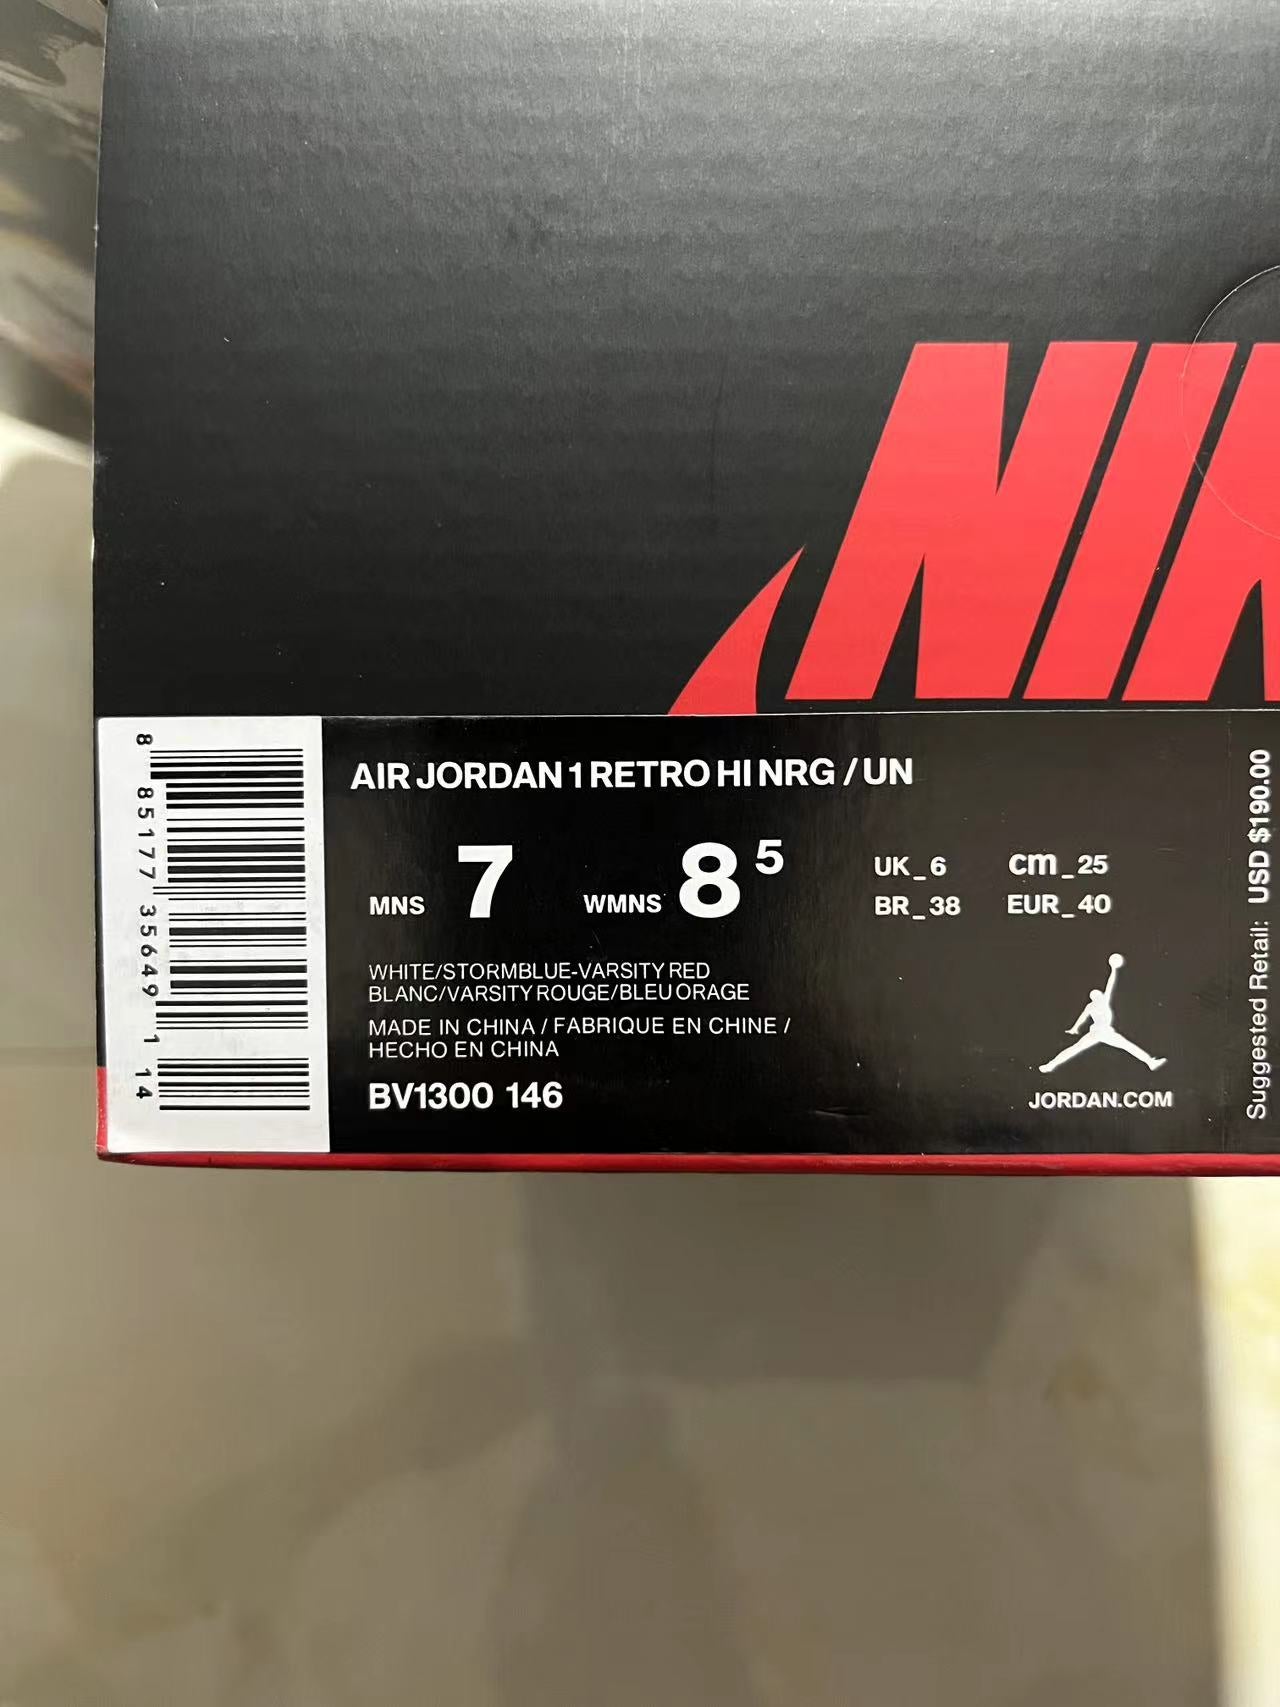 NIK
8 85177 35649 1 14
AIR JORDAN 1 RETRO HI NRG / UN
MNS 7 WMNS 8 5
UK_6 cm_25
BR_38 EUR_40
WHITE/STORMBLUE-VARSITY RED
BLANC/VARSITY ROUGE/BLEU ORAGE
MADE IN CHINA / FABRIQUE EN CHINE /
HECHO EN CHINA
BV1300 146
JORDAN.COM
Suggested Retail: USD $190.00